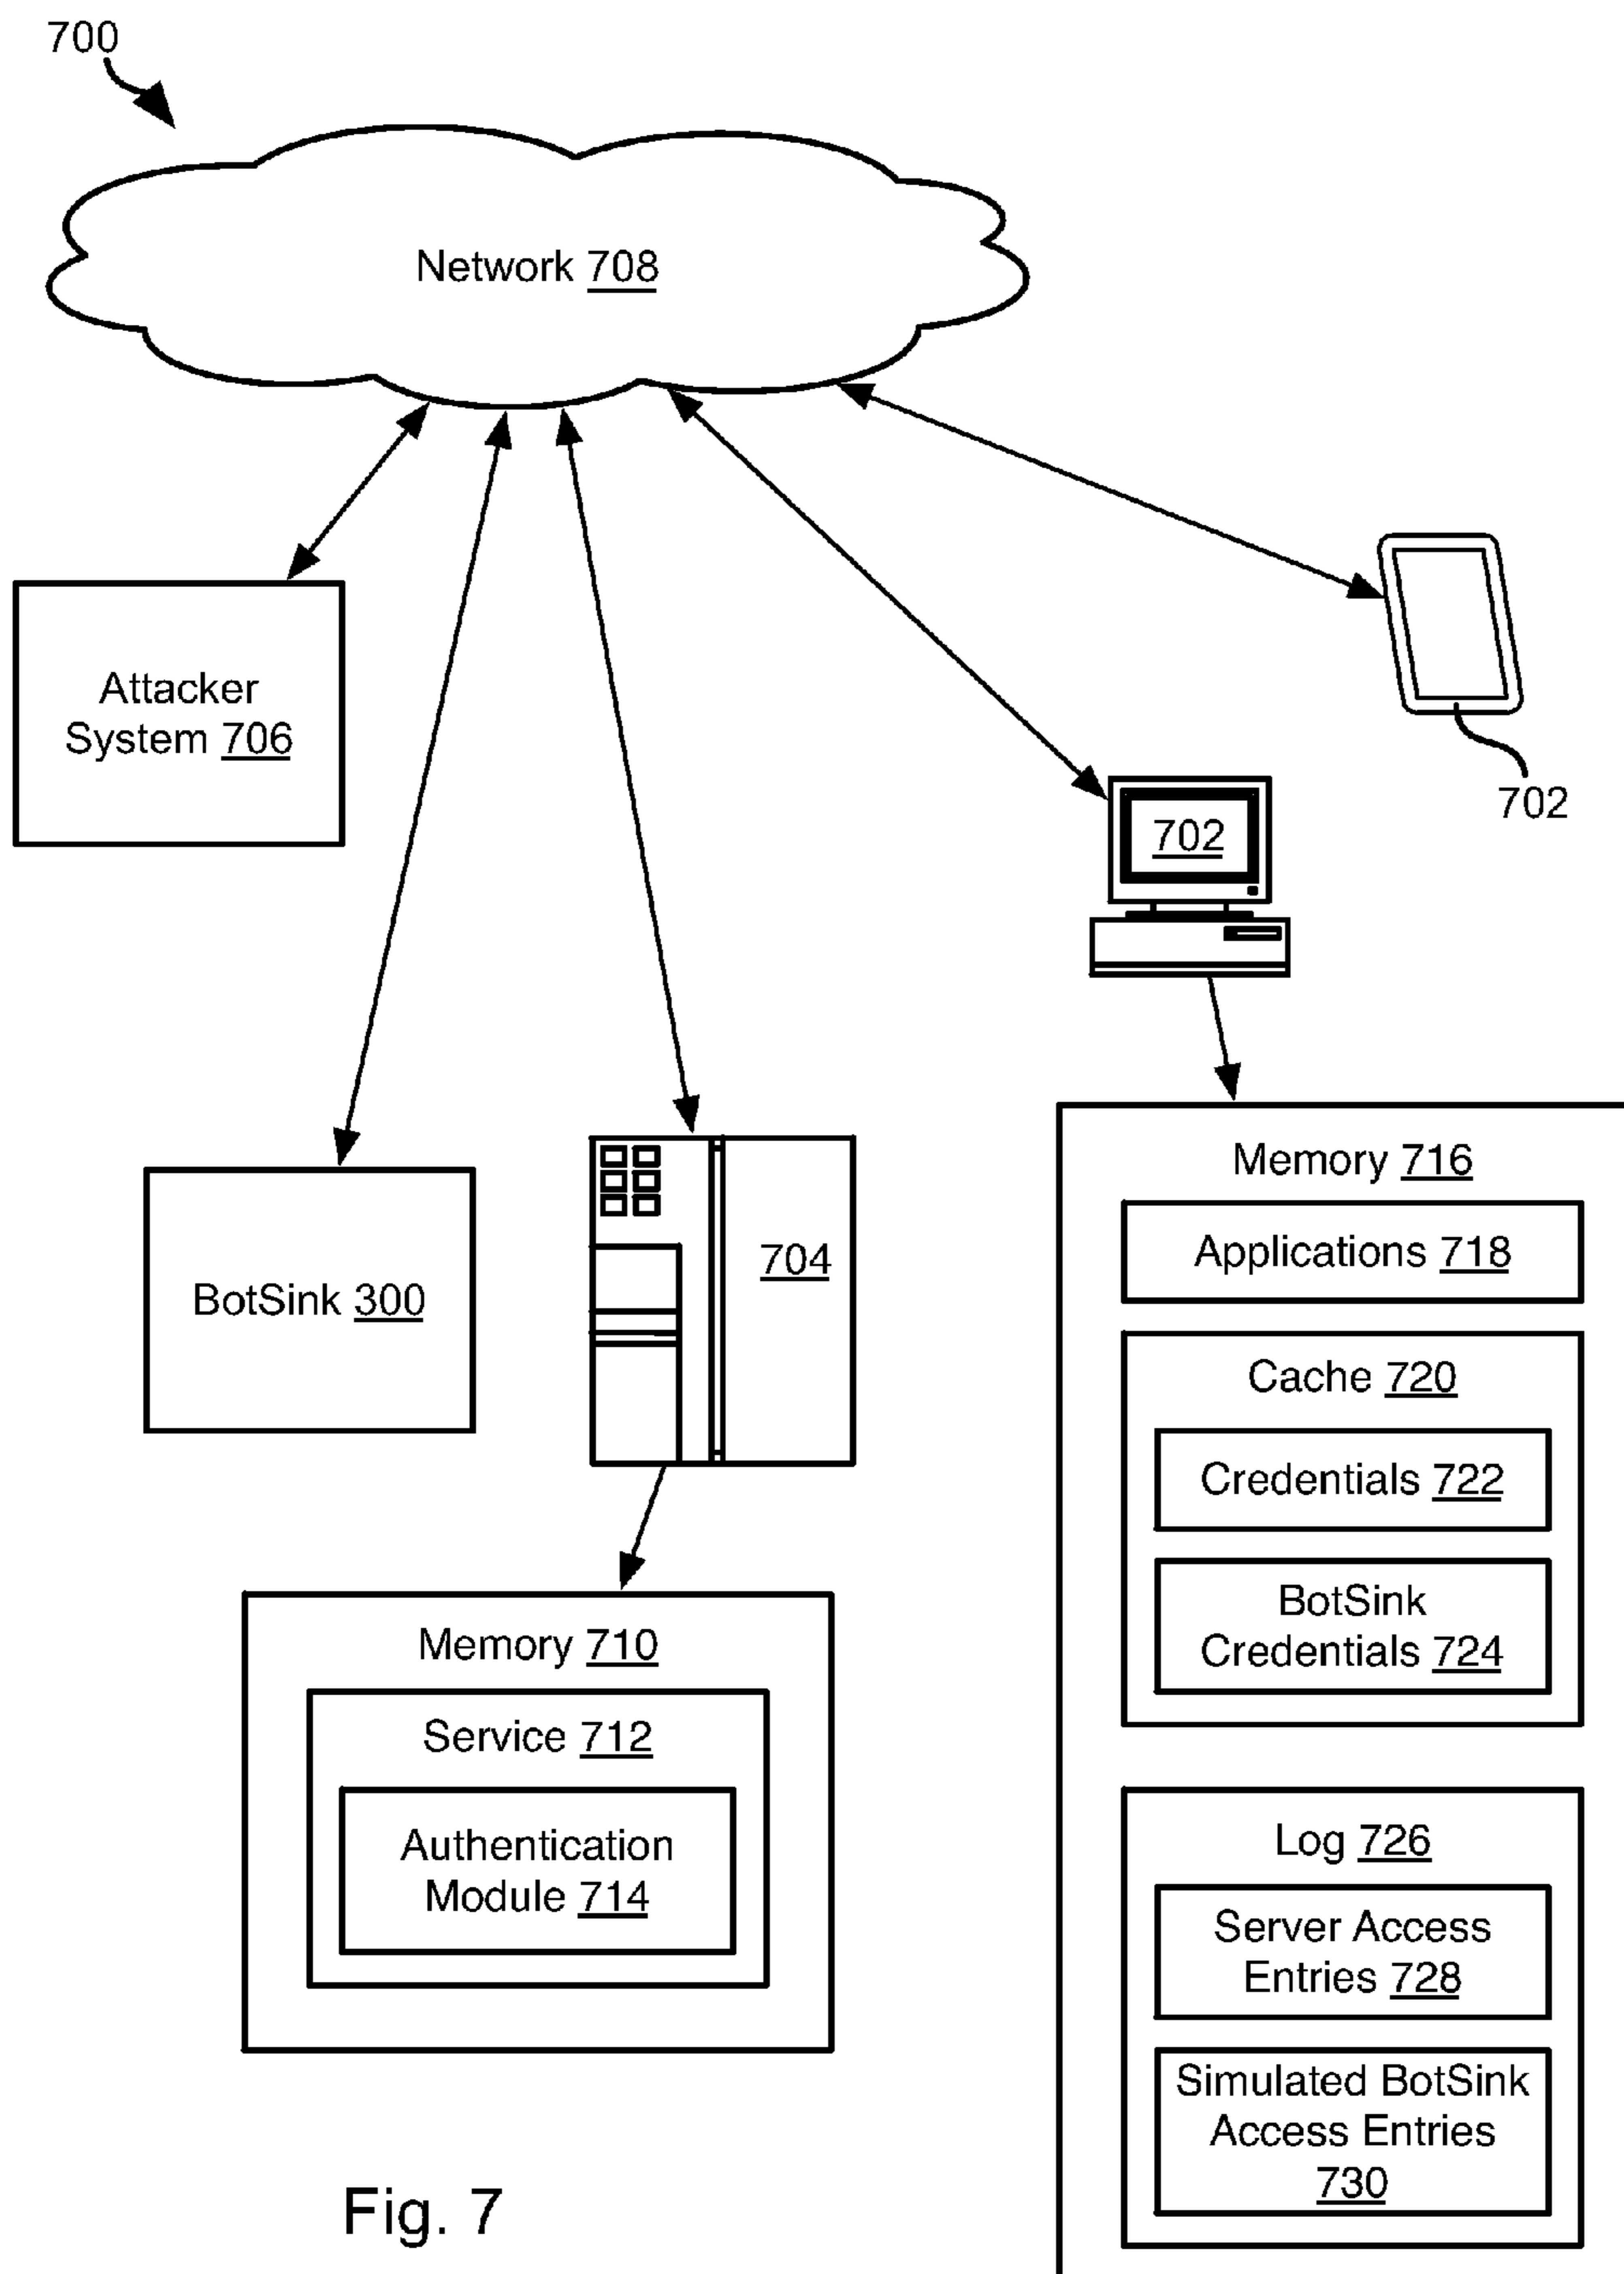 700
Network 708
Attacker
System 706
702
702
BotSink 300
704
Memory 716
Applications 718
Cache 720
Credentials 722
BotSink
Credentials 724
Memory 710
Service 712
Authentication
Module 714
Log 726
Server Access
Entries 728
Simulated BotSink
Access Entries
730
Fig. 7